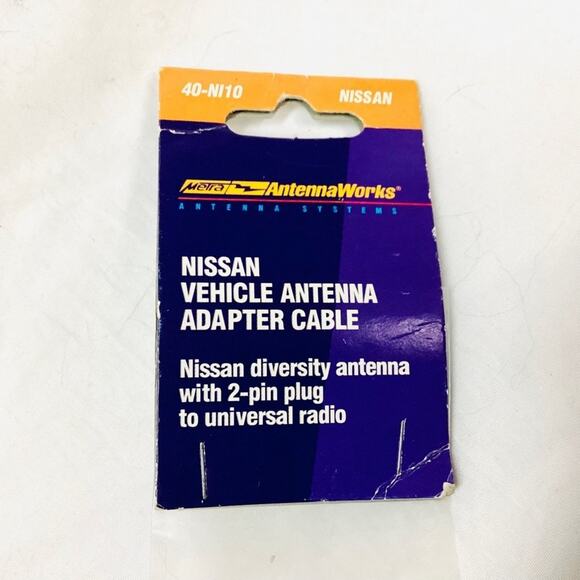 40-NI10 NISSAN
Metra AntennaWorks®
ANTENNA SYSTEMS
NISSAN
VEHICLE ANTENNA
ADAPTER CABLE
Nissan diversity antenna
with 2-pin plug
to universal radio